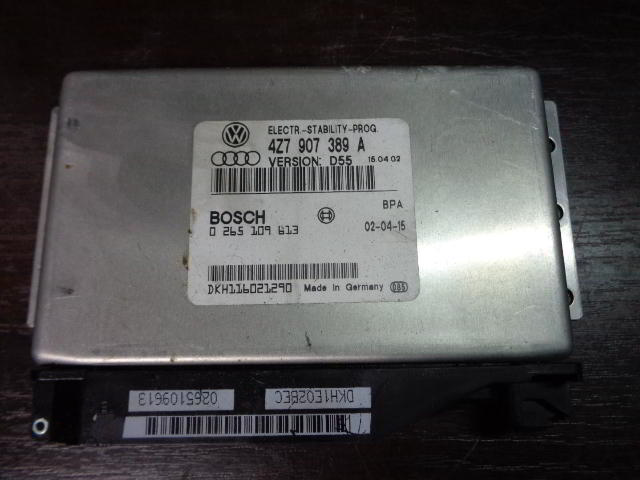 ELECTR.-STABILITY-PROG.
4Z7 907 389 A
VERSION: D55 15.04.02
BPA
BOSCH
0 265 109 613 02-04-15
DKH116021290 Made in Germany 085
0265109613 DKH1E02BEC